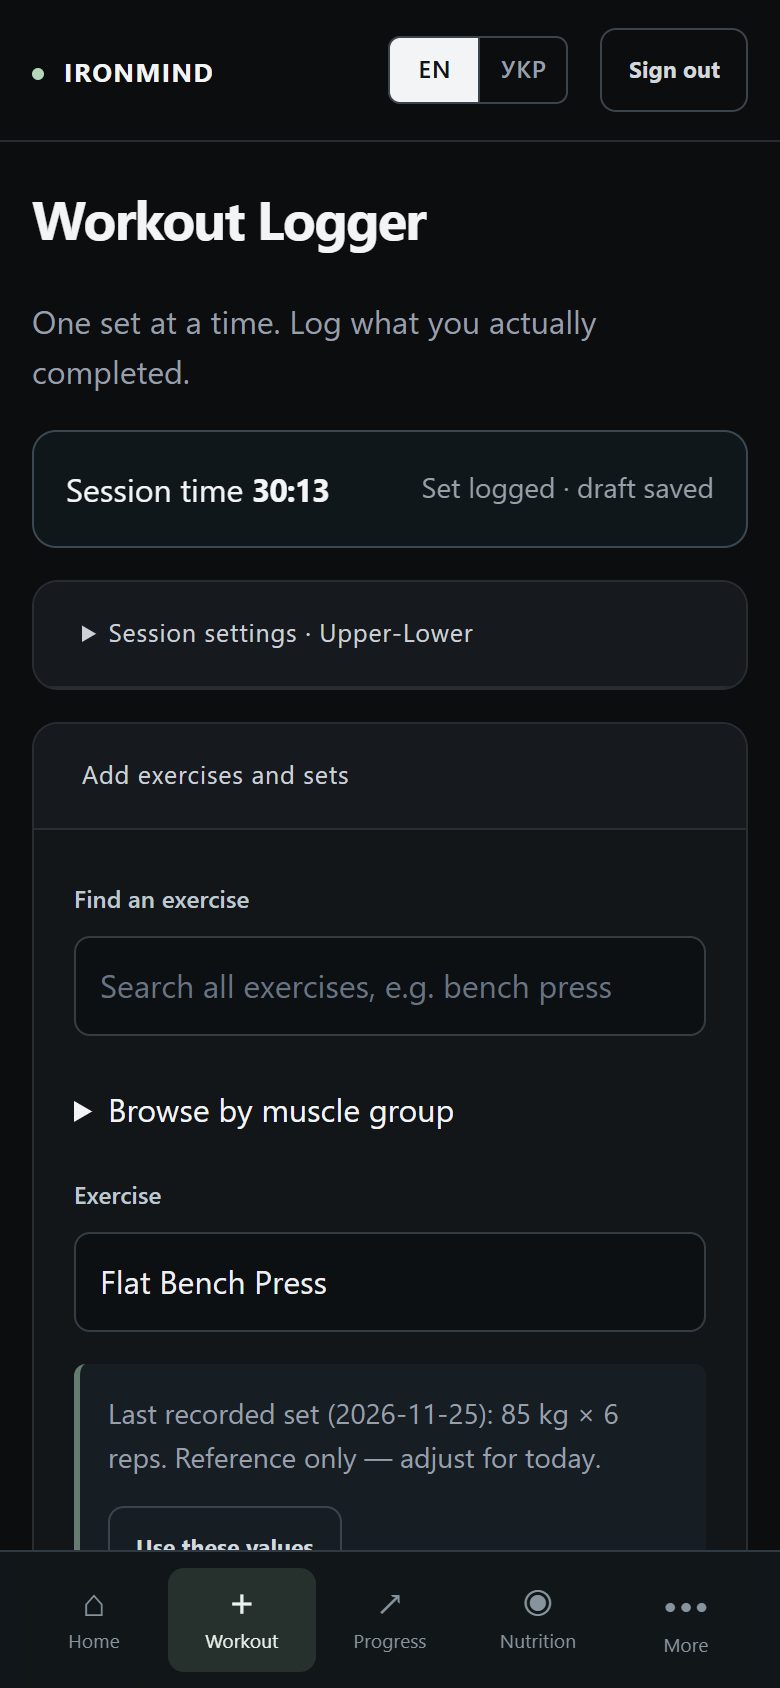 IRONMIND
EN
УКР
Sign out
Workout Logger
One set at a time. Log what you actually
completed.
Session time 30:13
Set logged · draft saved
▶ Session settings · Upper-Lower
Add exercises and sets
Find an exercise
Search all exercises, e.g. bench press
▶ Browse by muscle group
Exercise
Flat Bench Press
Last recorded set (2026-11-25): 85 kg × 6
reps. Reference only — adjust for today.
Use these values
Home
Workout
Progress
Nutrition
More